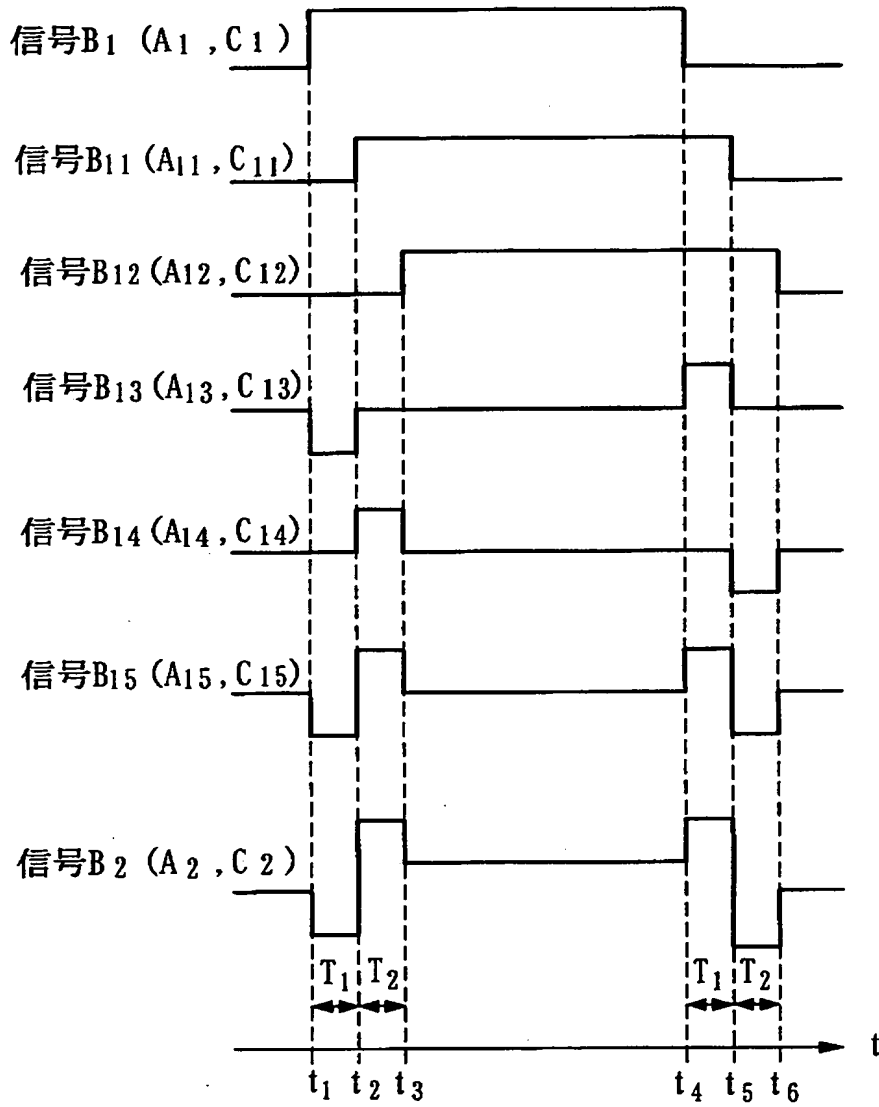 信号B1 (A1, C1)
信号B11 (A11, C11)
信号B12 (A12, C12)
信号B13 (A13, C13)
信号B14 (A14, C14)
信号B15 (A15, C15)
信号B2 (A2, C2)
T1 T2 T1 T2
t
t1 t2 t3 t4 t5 t6